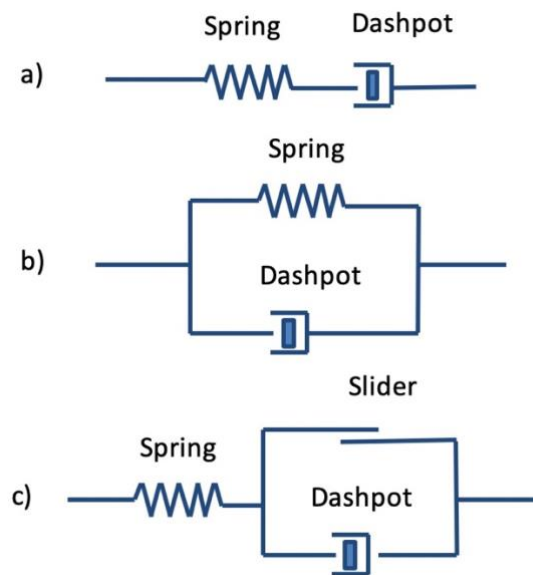 Spring Dashpot
a)
Spring
b)
Dashpot
Slider
Spring
c)
Dashpot